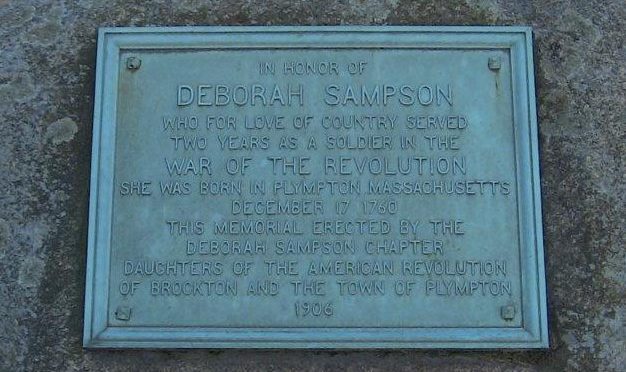 IN HONOR OF
DEBORAH SAMPSON
WHO FOR LOVE OF COUNTRY SERVED
TWO YEARS AS A SOLDIER IN THE
WAR OF THE REVOLUTION
SHE WAS BORN IN PLYMPTON MASSACHUSETTS
DECEMBER 17 1760
THIS MEMORIAL ERECTED BY THE
DEBORAH SAMPSON CHAPTER
DAUGHTERS OF THE AMERICAN REVOLUTION
OF BROCKTON AND THE TOWN OF PLYMPTON
1906